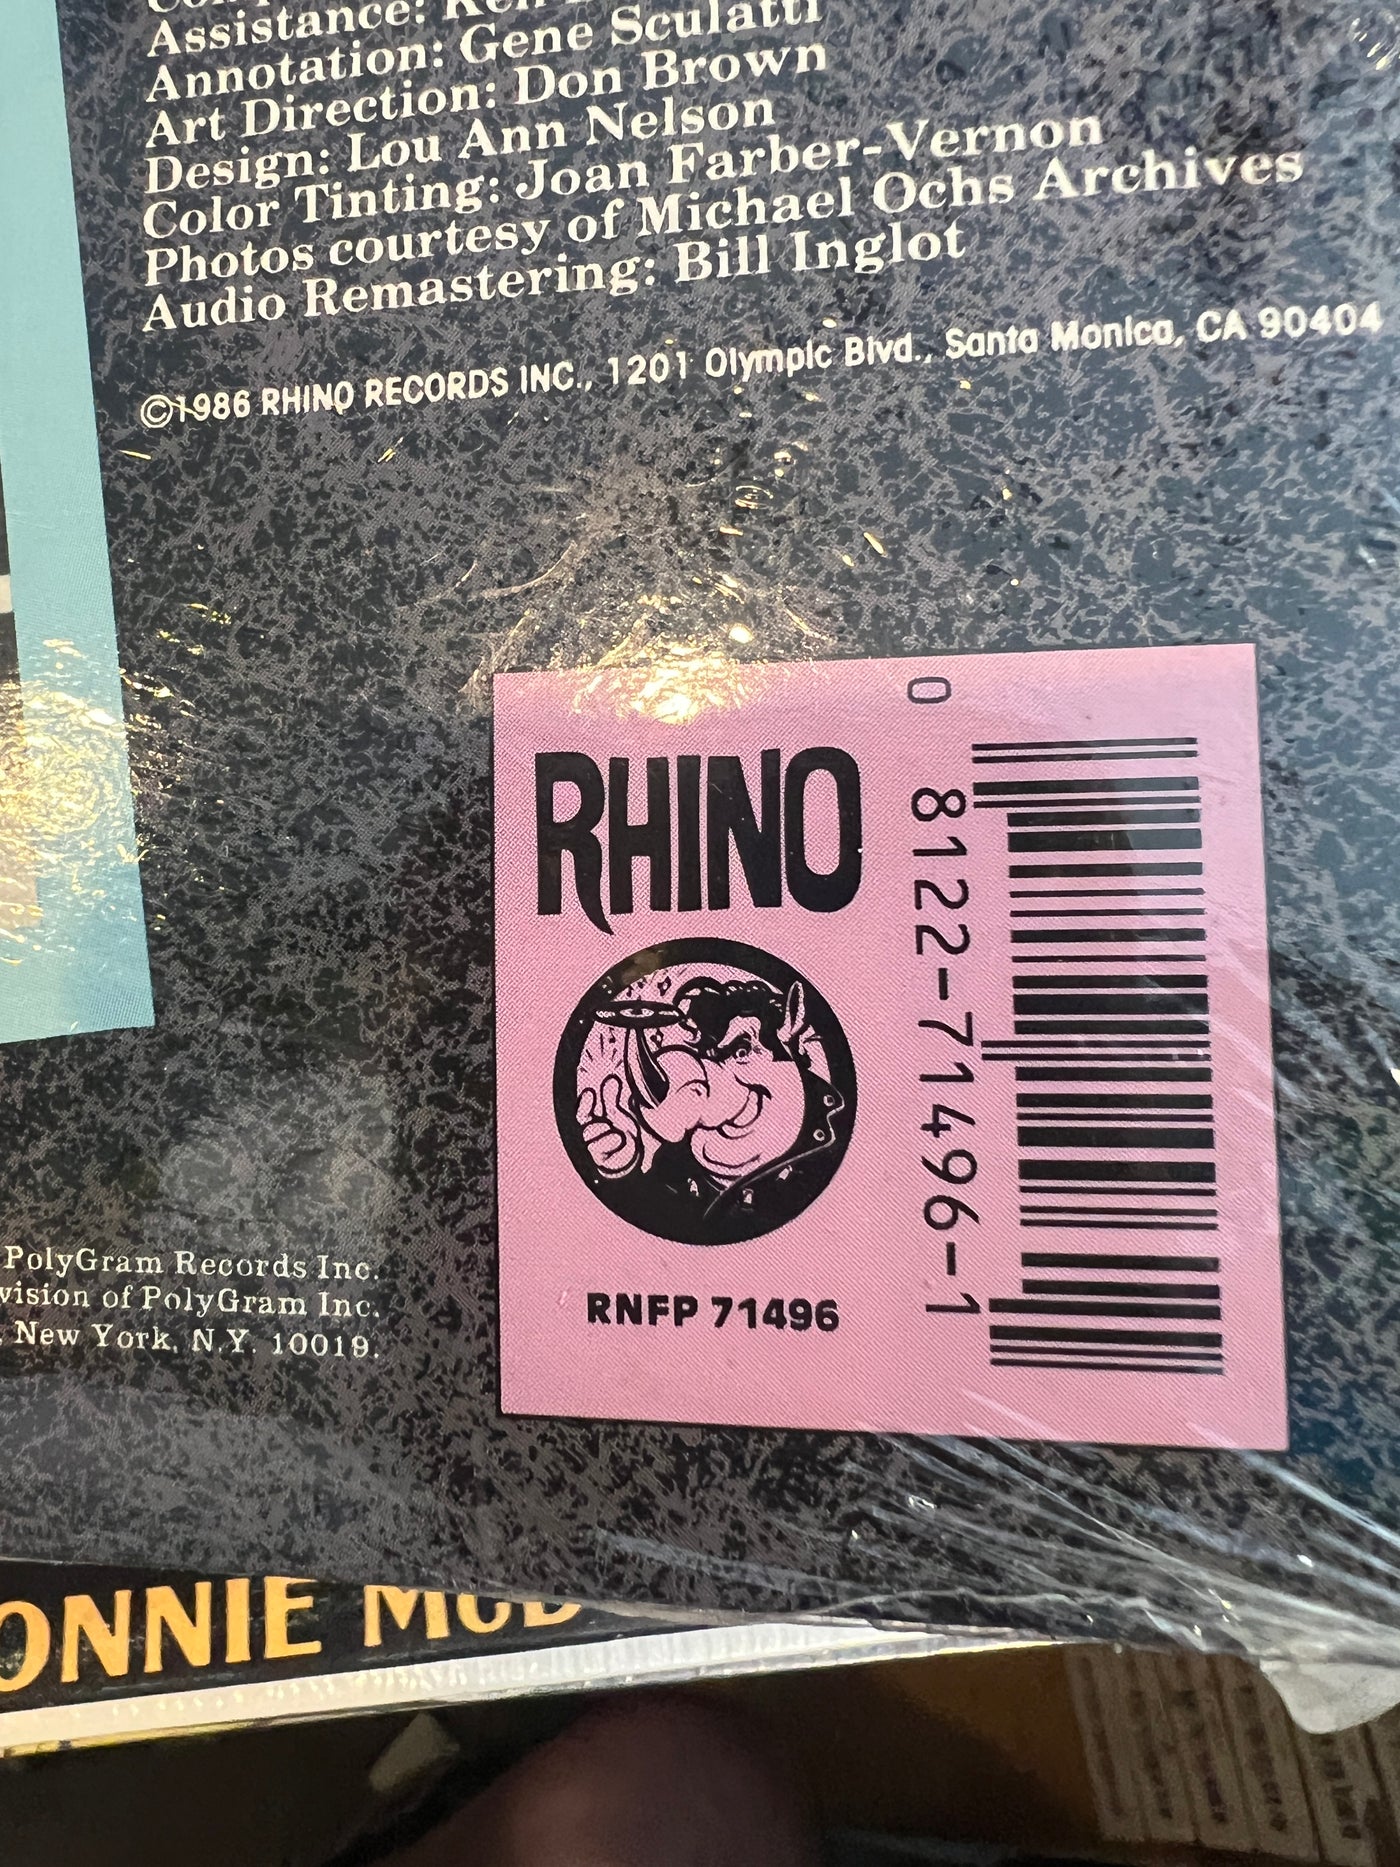 Assistance:
Annotation: Gene Sculatti
Art Direction: Don Brown
Design: Lou Ann Nelson
Color Tinting: Joan Farber-Vernon
Photos courtesy of Michael Ochs Archives
Audio Remastering: Bill Inglot
©1986 RHINO RECORDS INC., 1201 Olympic Blvd., Santa Monica, CA 90404
RHINO
0 8122-71496-1
RNFP 71496
PolyGram Records Inc.
vision of PolyGram Inc.
, New York, N.Y. 10019.
ONNIE